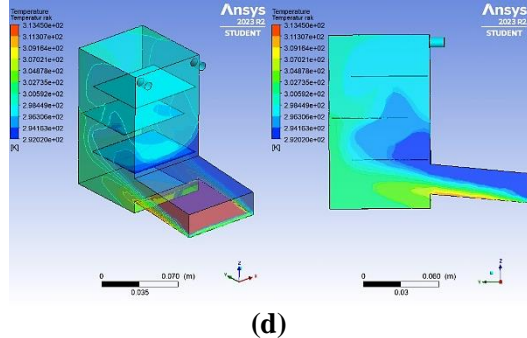 Temperature
Temperatur rak
3.13450e+02
3.11307e+02
3.09164e+02
3.07021e+02
3.04878e+02
3.02735e+02
3.00592e+02
2.98449e+02
2.96306e+02
2.94163e+02
2.92020e+02
[K]
Ansys
2023 R2
STUDENT
0
0.070 (m)
0.035
Z
Y
X
Temperature
Temperatur rak
3.13450e+02
3.11307e+02
3.09164e+02
3.07021e+02
3.04878e+02
3.02735e+02
3.00592e+02
2.98449e+02
2.96306e+02
2.94163e+02
2.92020e+02
[K]
Ansys
2023 R2
STUDENT
0
0.060 (m)
0.03
Z
Y
(d)